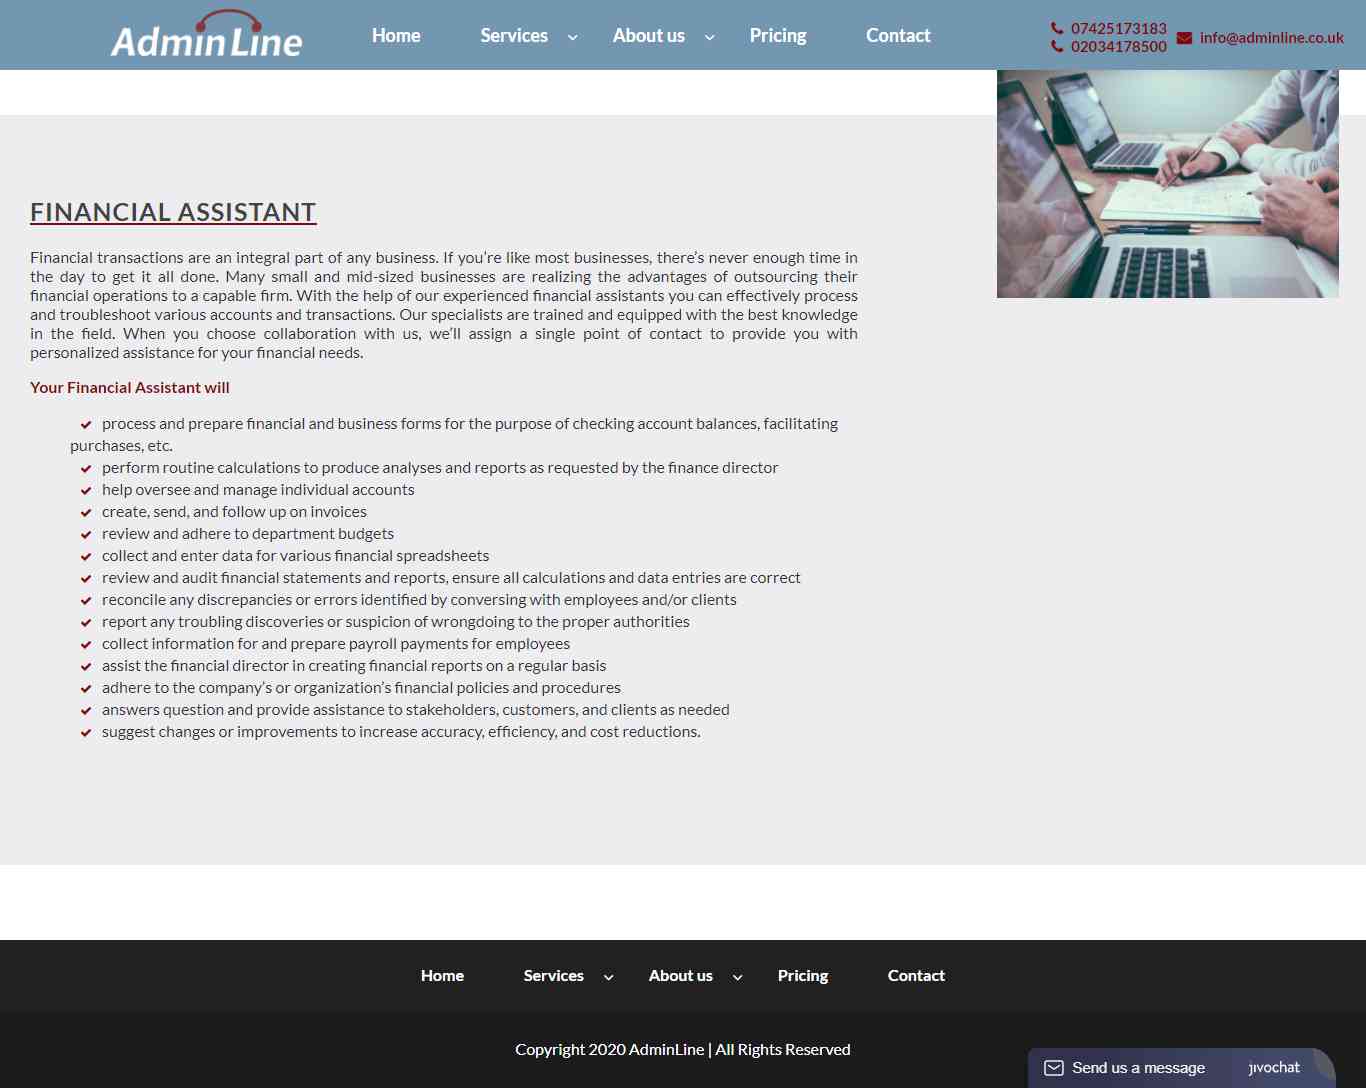 Admin Line
Home
Services
About us
Pricing
Contact
07425173183
02034178500
info@adminline.co.uk
FINANCIAL ASSISTANT
Financial transactions are an integral part of any business. If you’re like most businesses, there’s never enough time in
the day to get it all done. Many small and mid-sized businesses are realizing the advantages of outsourcing their
financial operations to a capable firm. With the help of our experienced financial assistants you can effectively process
and troubleshoot various accounts and transactions. Our specialists are trained and equipped with the best knowledge
in the field. When you choose collaboration with us, we’ll assign a single point of contact to provide you with
personalized assistance for your financial needs.
Your Financial Assistant will
process and prepare financial and business forms for the purpose of checking account balances, facilitating
purchases, etc.
perform routine calculations to produce analyses and reports as requested by the finance director
help oversee and manage individual accounts
create, send, and follow up on invoices
review and adhere to department budgets
collect and enter data for various financial spreadsheets
review and audit financial statements and reports, ensure all calculations and data entries are correct
reconcile any discrepancies or errors identified by conversing with employees and/or clients
report any troubling discoveries or suspicion of wrongdoing to the proper authorities
collect information for and prepare payroll payments for employees
assist the financial director in creating financial reports on a regular basis
adhere to the company’s or organization’s financial policies and procedures
answers question and provide assistance to stakeholders, customers, and clients as needed
suggest changes or improvements to increase accuracy, efficiency, and cost reductions.
Home
Services
About us
Pricing
Contact
Copyright 2020 AdminLine | All Rights Reserved
Send us a message
jivochat